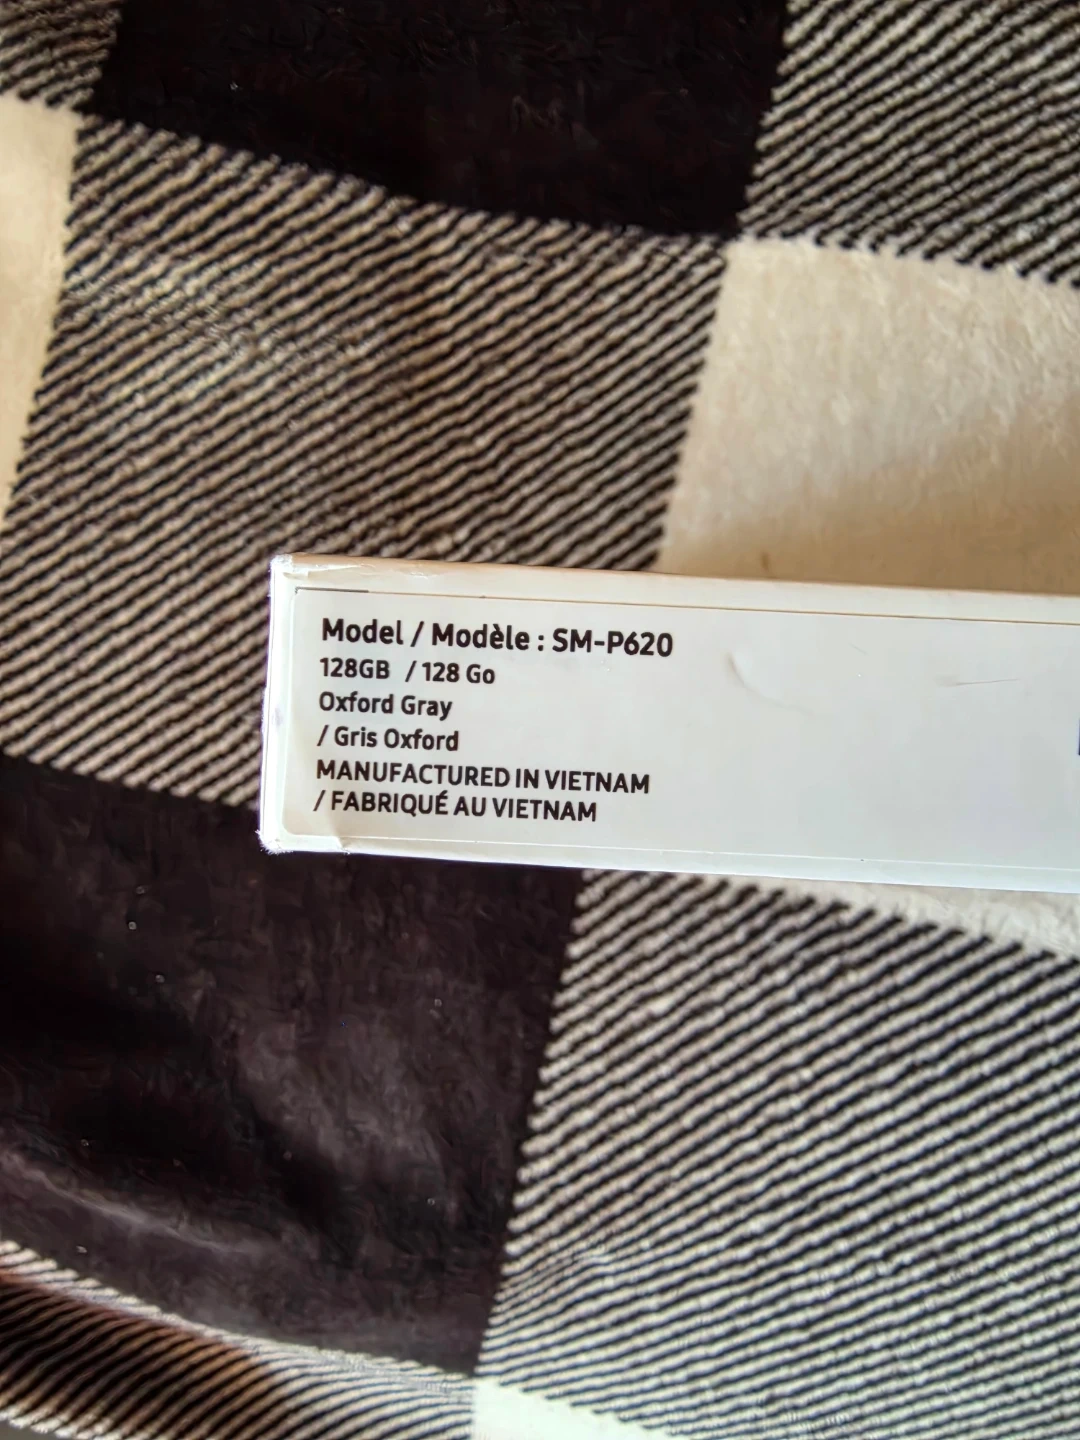 Model / Modèle : SM-P620
128GB / 128 Go
Oxford Gray
/ Gris Oxford
MANUFACTURED IN VIETNAM
/ FABRIQUÉ AU VIETNAM